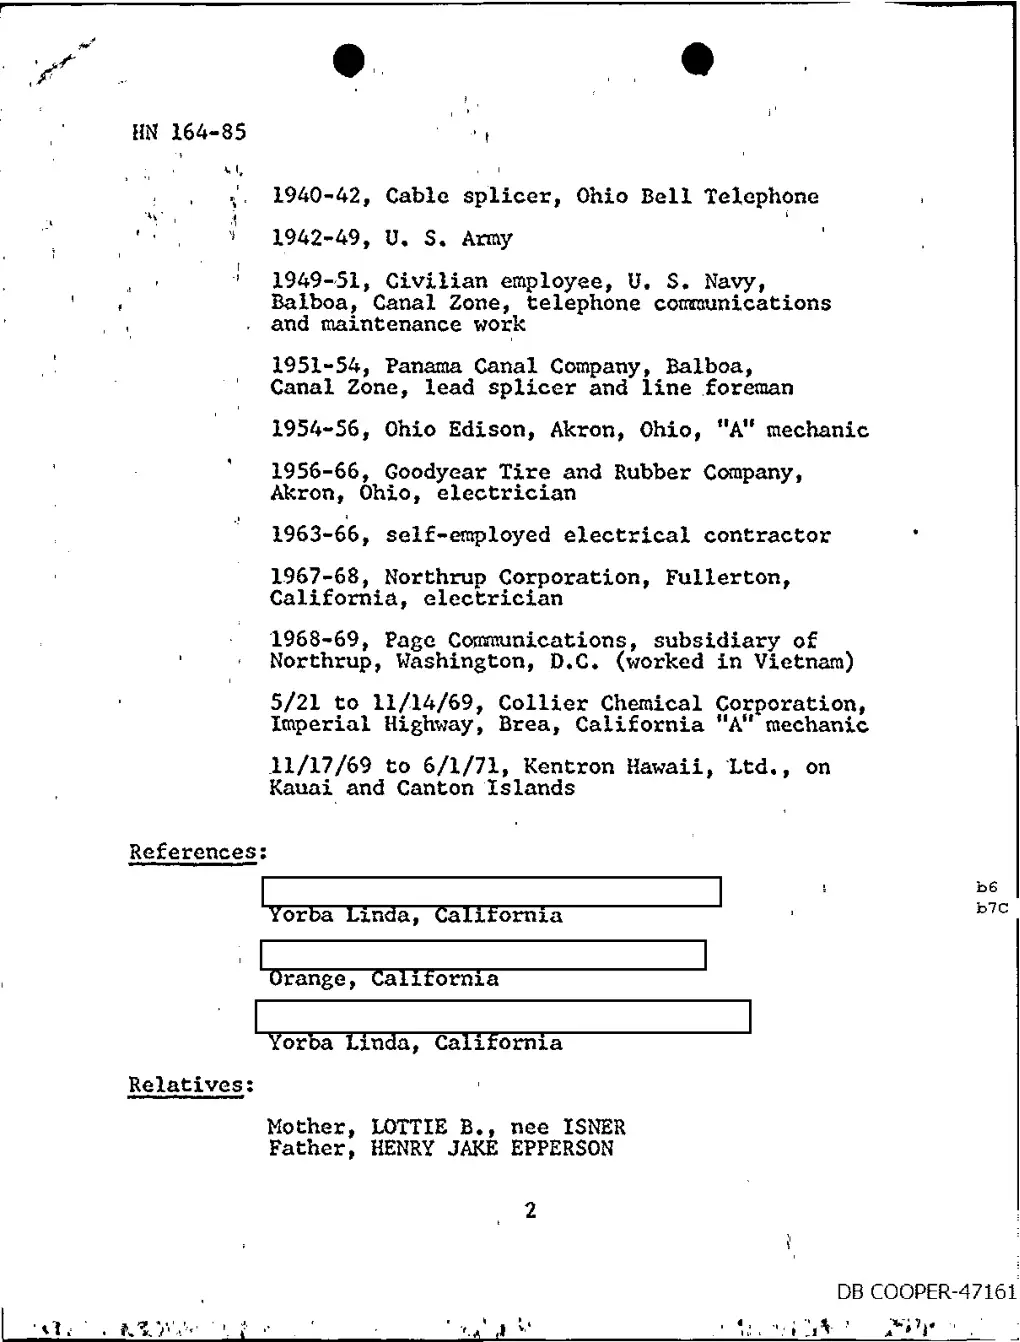 HN 164-85
1940-42, Cable splicer, Ohio Bell Telephone
1942-49, U. S. Army
1949-51, Civilian employee, U. S. Navy,
Balboa, Canal Zone, telephone communications
and maintenance work
1951-54, Panama Canal Company, Balboa,
Canal Zone, lead splicer and line foreman
1954-56, Ohio Edison, Akron, Ohio, "A" mechanic
1956-66, Goodyear Tire and Rubber Company,
Akron, Ohio, electrician
1963-66, self-employed electrical contractor
1967-68, Northrup Corporation, Fullerton,
California, electrician
1968-69, Page Communications, subsidiary of
Northrup, Washington, D.C. (worked in Vietnam)
5/21 to 11/14/69, Collier Chemical Corporation,
Imperial Highway, Brea, California "A" mechanic
11/17/69 to 6/1/71, Kentron Hawaii, Ltd., on
Kauai and Canton Islands
References:
b6
b7C
Yorba Linda, California
Orange, California
Yorba Linda, California
Relatives:
Mother, LOTTIE B., nee ISNER
Father, HENRY JAKE EPPERSON
2
DB COOPER-47161